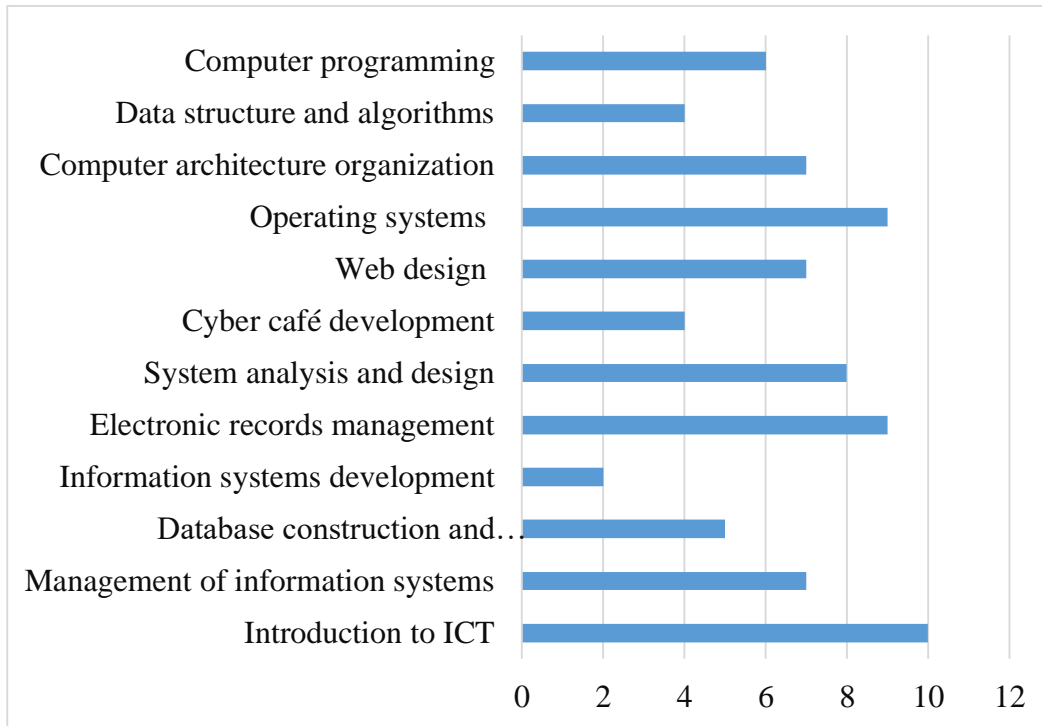 Computer programming
Data structure and algorithms
Computer architecture organization
Operating systems
Web design
Cyber café development
System analysis and design
Electronic records management
Information systems development
Database construction and…
Management of information systems
Introduction to ICT
0 2 4 6 8 10 12